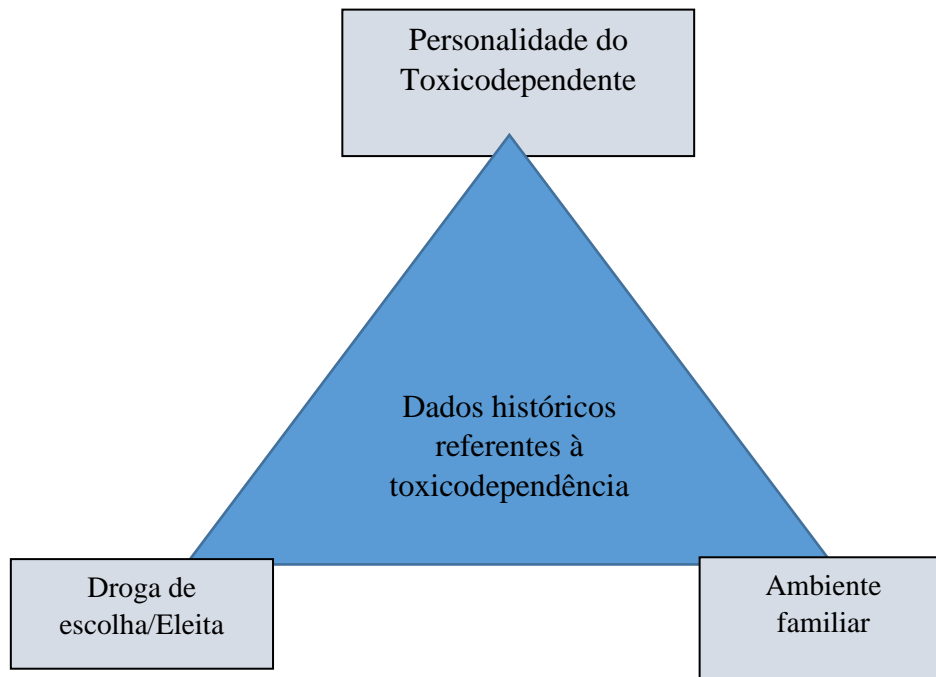 Personalidade do
Toxicodependente
Dados históricos
referentes à
toxicodependência
Droga de
escolha/Eleita
Ambiente
familiar